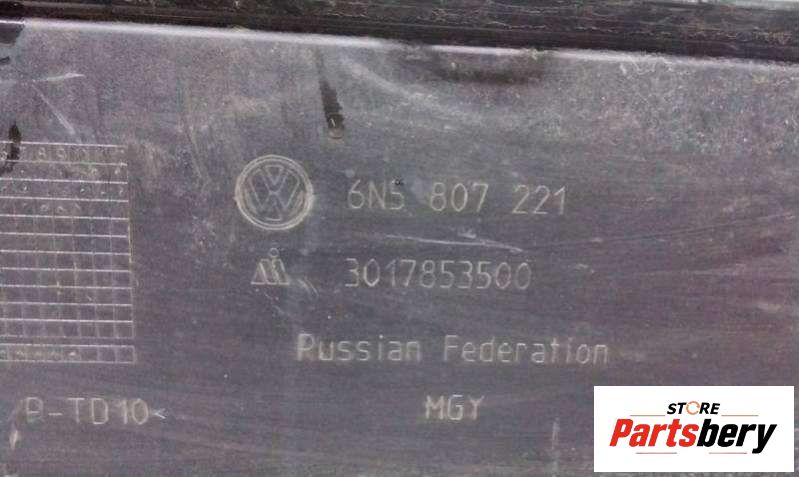 6N5 807 221
3017853500
Russian Federation
P-TD10<
MGY
STORE
Partsbery